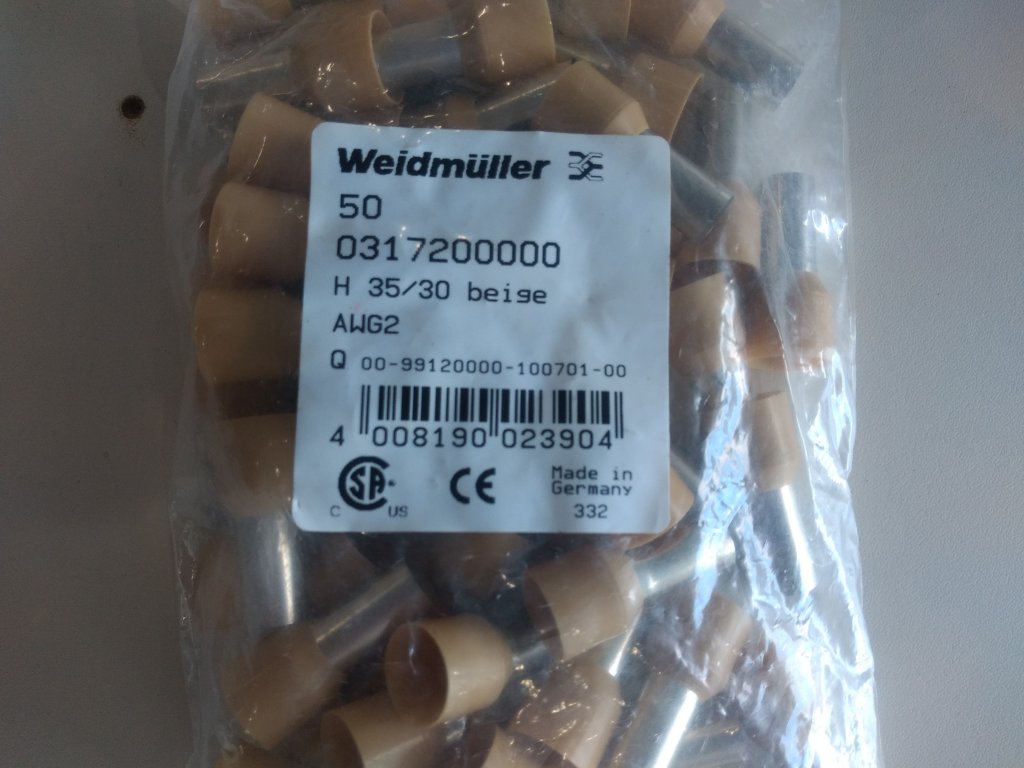 Weidmüller
50
0317200000
H 35/30 beige
AWG2
Q 00-99120000-100701-00
4 008190 023904
CSA
C US
CE
Made in
Germany
332